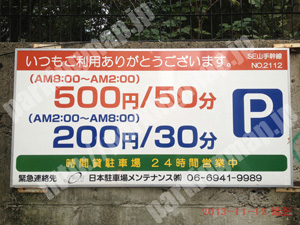 いつもご利用ありがとうございます。
SE山手幹線
NO.2112
(AM8:00～AM2:00)
500円/50分
(AM2:00～AM8:00)
200円/30分
P
時間貸駐車場 24時間営業中
緊急連絡先 日本駐車場メンテナンス㈱ 06-6941-9989